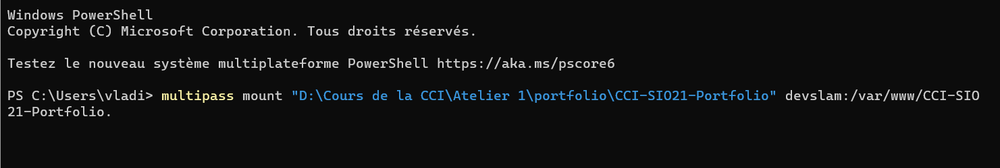 Windows PowerShell
Copyright (C) Microsoft Corporation. Tous droits réservés.
Testez le nouveau système multiplateforme PowerShell https://aka.ms/pscore6
PS C:\Users\vladi> multipass mount "D:\Cours de la CCI\Atelier 1\portfolio\CCI-SIO21-Portfolio" devslam:/var/www/CCI-SIO
21-Portfolio.